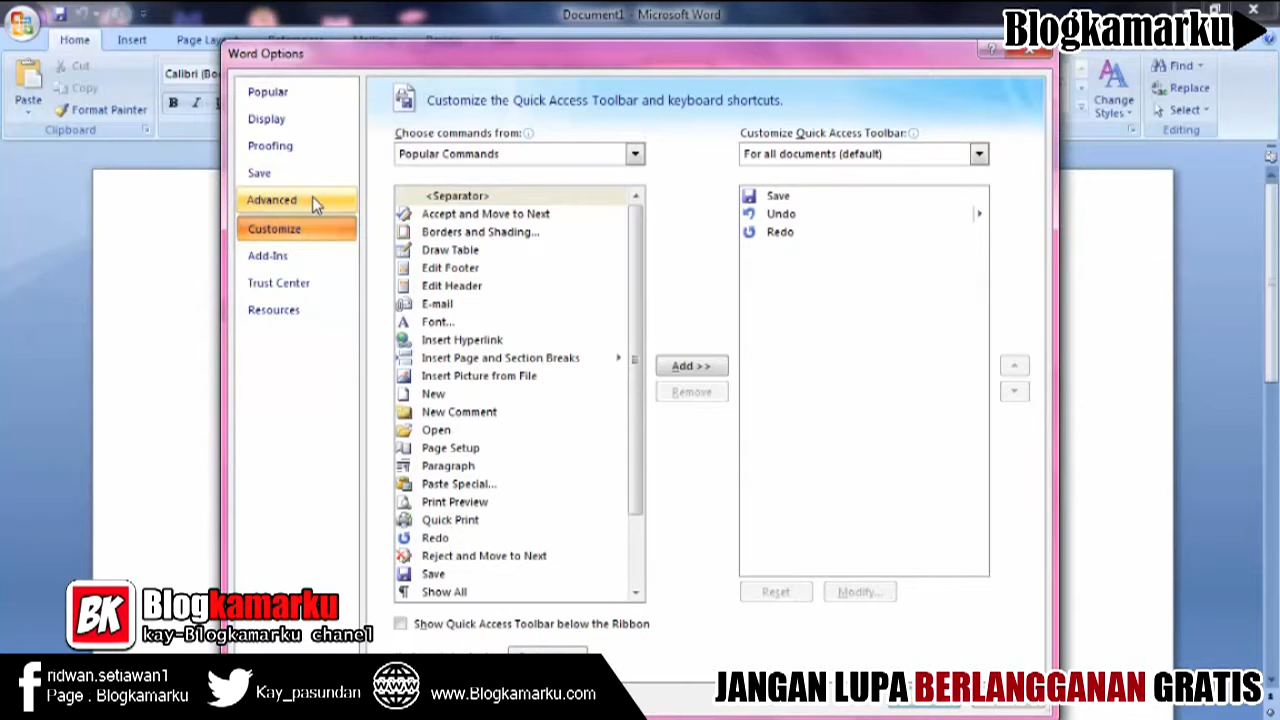 Document1 - Microsoft Word
Blogkamarku
Home
Insert
Word Options
Cut
Copy
Paste
Format Painter
Clipboard
Calibri (Bo
B I
Change
Styles
Find
Replace
Select
Editing
Popular
Display
Proofing
Save
Advanced
Customize
Add-Ins
Trust Center
Resources
Customize the Quick Access Toolbar and keyboard shortcuts.
Choose commands from:
Popular Commands
<Separator>
Accept and Move to Next
Borders and Shading...
Draw Table
Edit Footer
Edit Header
E-mail
Font...
Insert Hyperlink
Insert Page and Section Breaks
Insert Picture from File
New
New Comment
Open
Page Setup
Paragraph
Paste Special...
Print Preview
Quick Print
Redo
Reject and Move to Next
Save
Show All
Add >>
Remove
Customize Quick Access Toolbar:
For all documents (default)
Save
Undo
Redo
Reset
Modify...
Show Quick Access Toolbar below the Ribbon
BK
Blogkamarku
kay-Blogkamarku chanel
ridwan.setiawan1
Page . Blogkamarku
Kay_pasundan
www.Blogkamarku.com
JANGAN LUPA BERLANGGANAN GRATIS